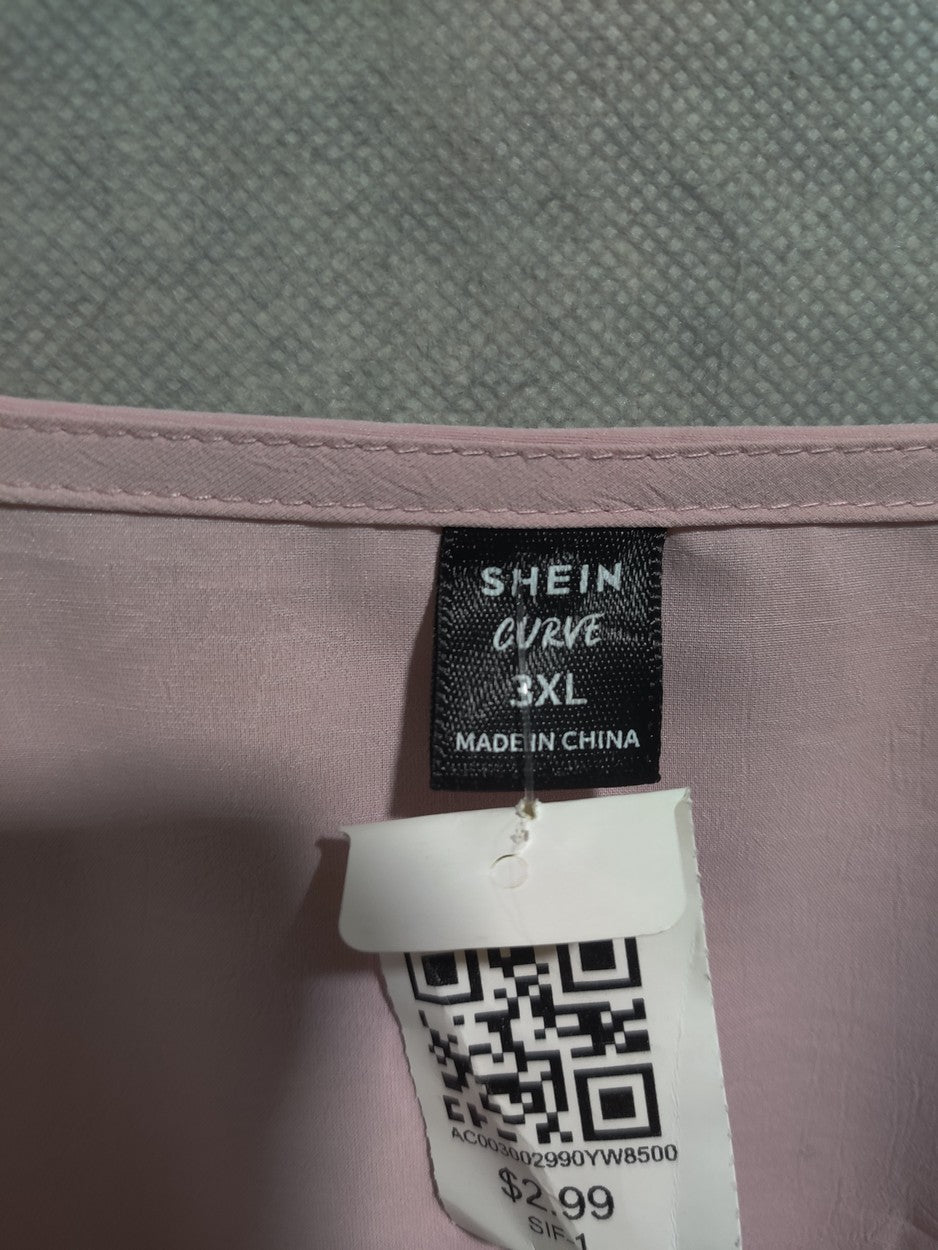 SHEIN
CURVE
3XL
MADE IN CHINA
AC003002990YW8500
$2.99
SIF-1